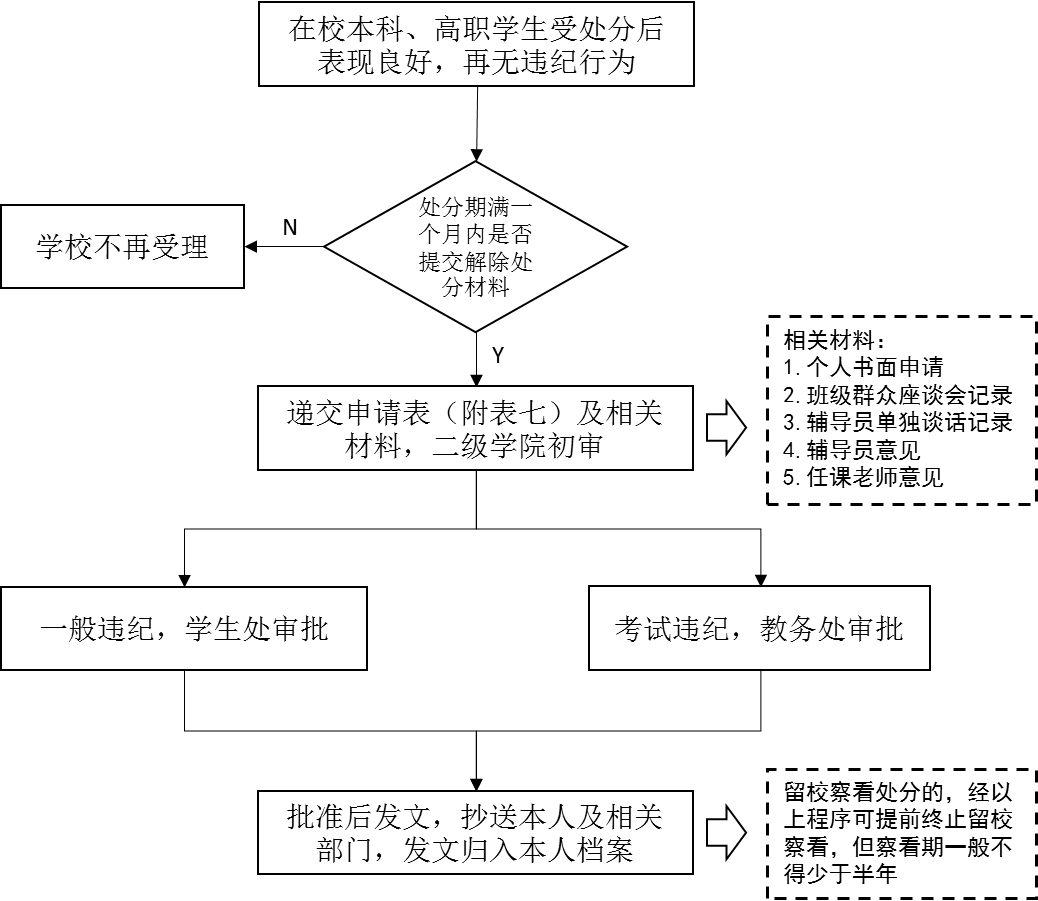 在校本科、高职学生受处分后
表现良好，再无违纪行为
处分期满一
个月内是否
提交解除处
分材料
N
学校不再受理
Y
递交申请表（附表七）及相关
材料，二级学院初审
相关材料：
1.个人书面申请
2.班级群众座谈会记录
3.辅导员单独谈话记录
4.辅导员意见
5.任课老师意见
一般违纪，学生处审批
考试违纪，教务处审批
批准后发文，抄送本人及相关
部门，发文归入本人档案
留校察看处分的，经以
上程序可提前终止留校
察看，但察看期一般不
得少于半年